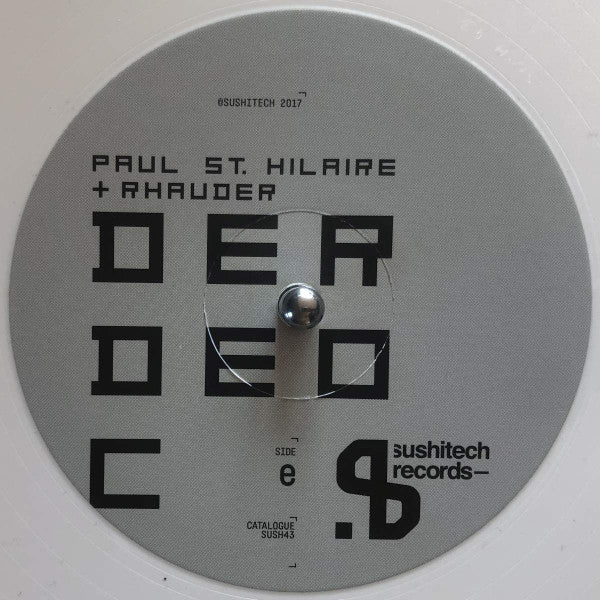 @SUSHITECH 2017
PAUL ST. HILAIRE
+ RHAUDER
DER
DEO
C
SIDE
e
sushitech
records—
CATALOGUE
SUSH43